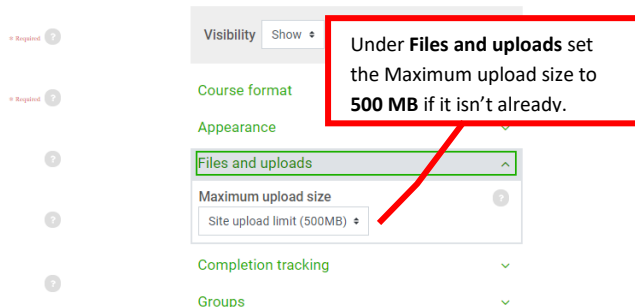 Visibility Show
Under Files and uploads set
the Maximum upload size to
500 MB if it isn't already.
* Required ?
* Required ?
Course format
Appearance
?
Files and uploads
Maximum upload size ?
Site upload limit (500MB)
?
Completion tracking
?
Groups